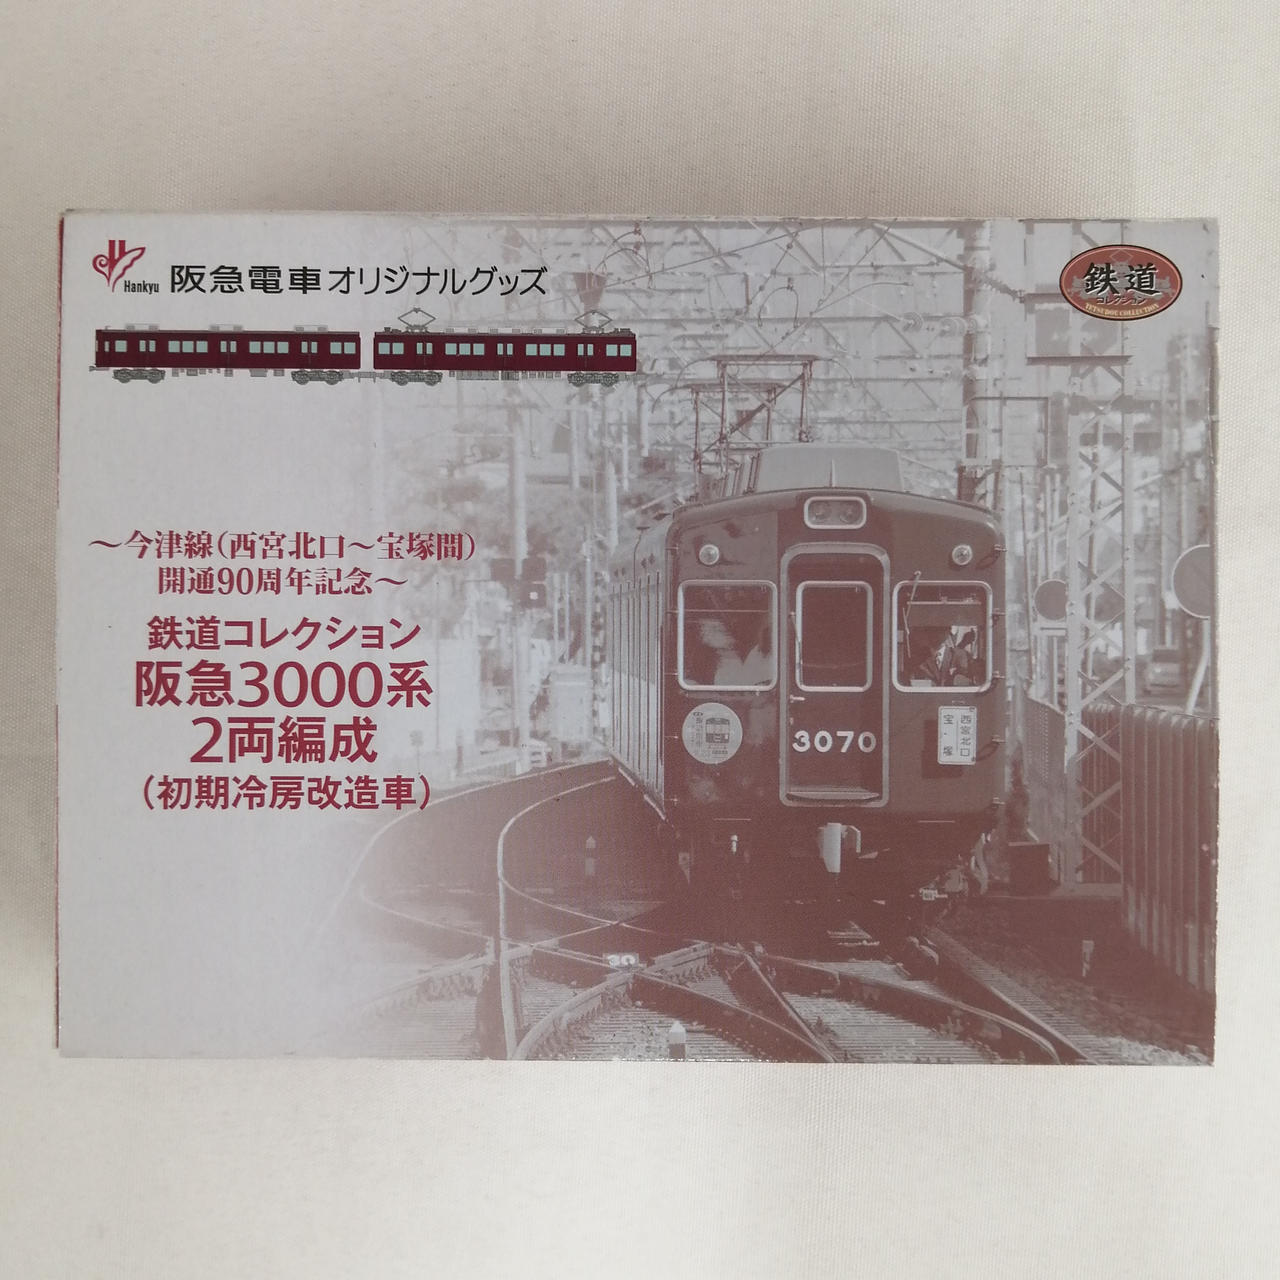 Hankyu
阪急電車オリジナルグッズ
鉄道
コレクション
TETSUDOU COLLECTION
～今津線(西宮北口～宝塚間)
開通90周年記念～
鉄道コレクション
阪急3000系
2両編成
(初期冷房改造車)
3070
西宮北口
宝塚
30